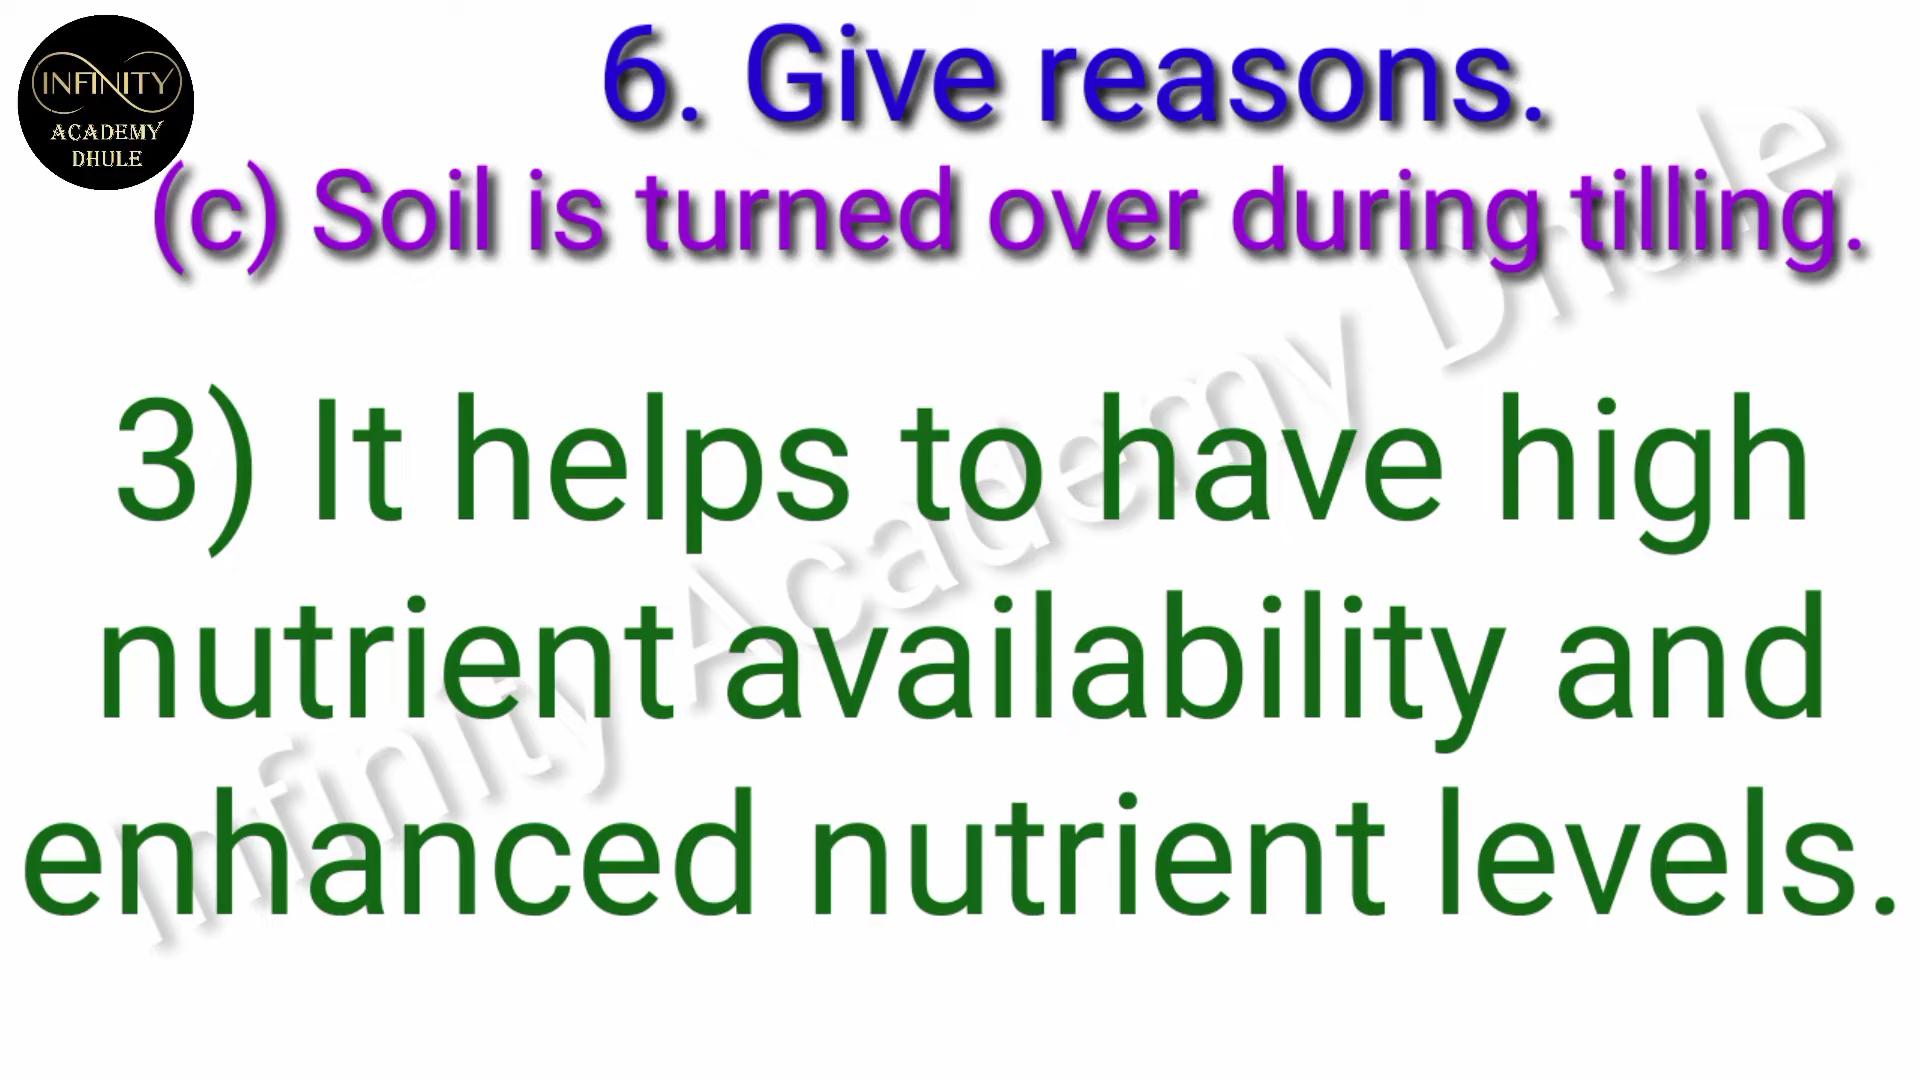 INFINITY
ACADEMY
DHULE
6. Give reasons.
(c) Soil is turned over during tilling.
3) It helps to have high
nutrient availability and
enhanced nutrient levels.
Infinity Academy Dhule